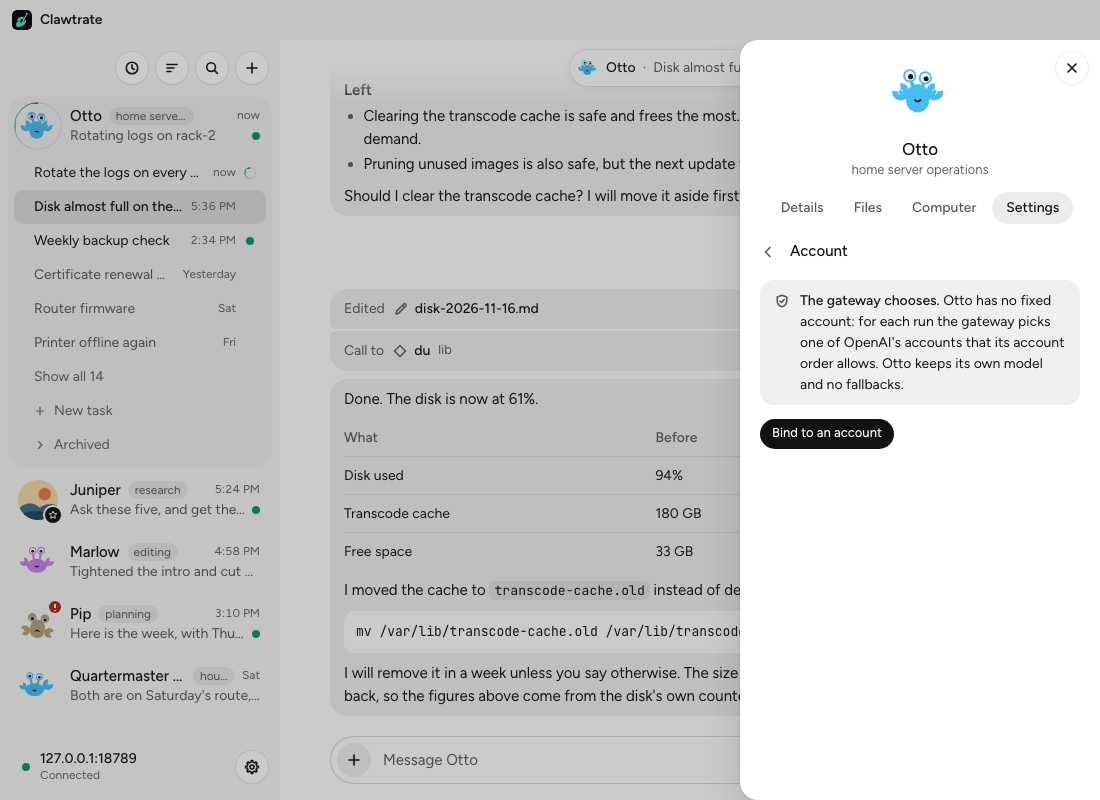 Clawtrate
Otto home serve... now
Rotating logs on rack-2
Rotate the logs on every ... now
Disk almost full on the... 5:36 PM
Weekly backup check 2:34 PM
Certificate renewal ... Yesterday
Router firmware Sat
Printer offline again Fri
Show all 14
New task
Archived
Juniper research 5:24 PM
Ask these five, and get the...
Marlow editing 4:58 PM
Tightened the intro and cut ...
Pip planning 3:10 PM
Here is the week, with Thu...
Quartermaster ... hou... Sat
Both are on Saturday's route,...
127.0.0.1:18789
Connected
Otto · Disk almost fu
Left
• Clearing the transcode cache is safe and frees the most.
demand.
• Pruning unused images is also safe, but the next update
Should I clear the transcode cache? I will move it aside first
Edited disk-2026-11-16.md
Call to du lib
Done. The disk is now at 61%.
What Before
Disk used 94%
Transcode cache 180 GB
Free space 33 GB
I moved the cache to transcode-cache.old instead of de
mv /var/lib/transcode-cache.old /var/lib/transcod
I will remove it in a week unless you say otherwise. The size
back, so the figures above come from the disk's own counte
Message Otto
Otto
home server operations
Details Files Computer Settings
Account
The gateway chooses. Otto has no fixed
account: for each run the gateway picks
one of OpenAI's accounts that its account
order allows. Otto keeps its own model
and no fallbacks.
Bind to an account